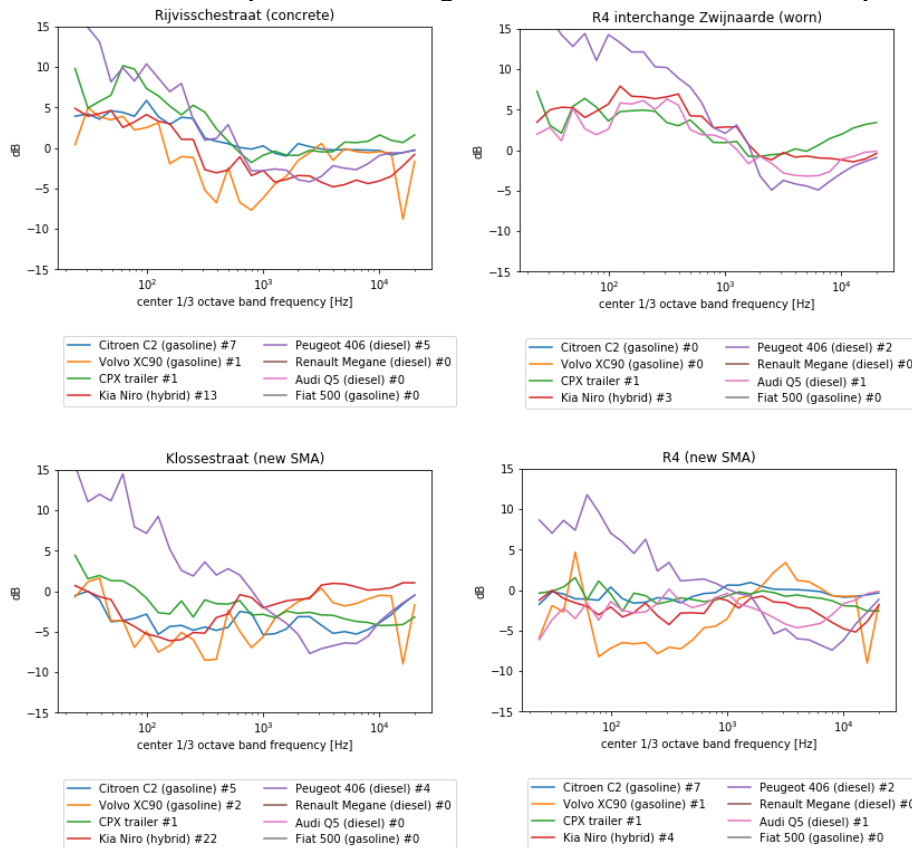 Rijvisschestraat (concrete)
15
10
5
0
−5
−10
−15
dB
10² 10³ 10⁴
center 1/3 octave band frequency [Hz]
Citroen C2 (gasoline) #7
Volvo XC90 (gasoline) #1
CPX trailer #1
Kia Niro (hybrid) #13
Peugeot 406 (diesel) #5
Renault Megane (diesel) #0
Audi Q5 (diesel) #0
Fiat 500 (gasoline) #0
R4 interchange Zwijnaarde (worn)
15
10
5
0
−5
−10
−15
dB
10² 10³ 10⁴
center 1/3 octave band frequency [Hz]
Citroen C2 (gasoline) #0
Volvo XC90 (gasoline) #0
CPX trailer #1
Kia Niro (hybrid) #3
Peugeot 406 (diesel) #2
Renault Megane (diesel) #0
Audi Q5 (diesel) #1
Fiat 500 (gasoline) #0
Klossestraat (new SMA)
15
10
5
0
−5
−10
−15
dB
10² 10³ 10⁴
center 1/3 octave band frequency [Hz]
Citroen C2 (gasoline) #5
Volvo XC90 (gasoline) #2
CPX trailer #1
Kia Niro (hybrid) #22
Peugeot 406 (diesel) #4
Renault Megane (diesel) #0
Audi Q5 (diesel) #0
Fiat 500 (gasoline) #0
R4 (new SMA)
15
10
5
0
−5
−10
−15
dB
10² 10³ 10⁴
center 1/3 octave band frequency [Hz]
Citroen C2 (gasoline) #7
Volvo XC90 (gasoline) #1
CPX trailer #1
Kia Niro (hybrid) #4
Peugeot 406 (diesel) #2
Renault Megane (diesel) #0
Audi Q5 (diesel) #1
Fiat 500 (gasoline) #0